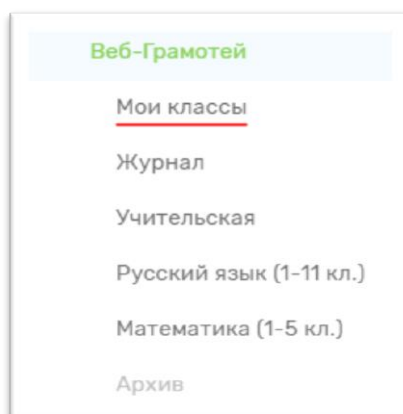 Веб-Грамотей
Мои классы
Журнал
Учительская
Русский язык (1-11 кл.)
Математика (1-5 кл.)
Архив